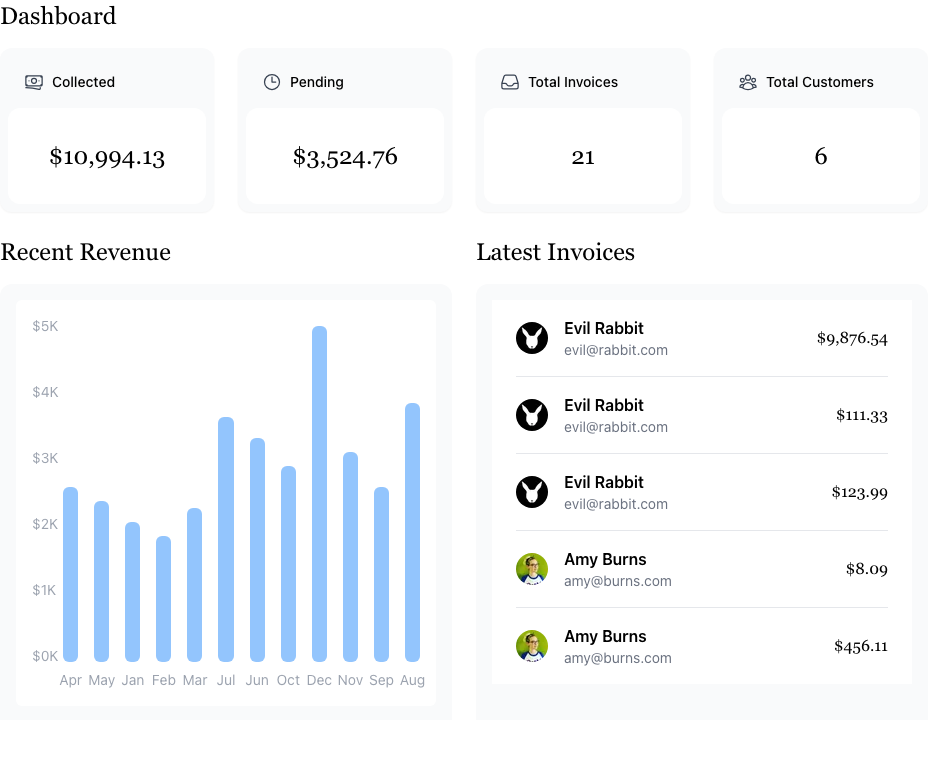 Dashboard
Collected
$10,994.13
Pending
$3,524.76
Total Invoices
21
Total Customers
6
Recent Revenue
$5K
$4K
$3K
$2K
$1K
$0K
Apr May Jan Feb Mar Jul Jun Oct Dec Nov Sep Aug
Latest Invoices
Evil Rabbit
evil@rabbit.com
$9,876.54
Evil Rabbit
evil@rabbit.com
$111.33
Evil Rabbit
evil@rabbit.com
$123.99
Amy Burns
amy@burns.com
$8.09
Amy Burns
amy@burns.com
$456.11